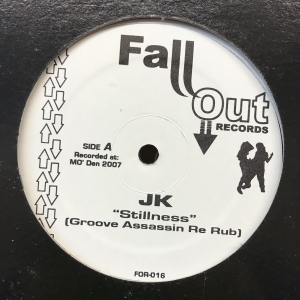 Fall
Out
RECORDS
SIDE A
Recorded at:
MO' Den 2007
JK
"Stillness"
(Groove Assassin Re Rub)
FOR-016